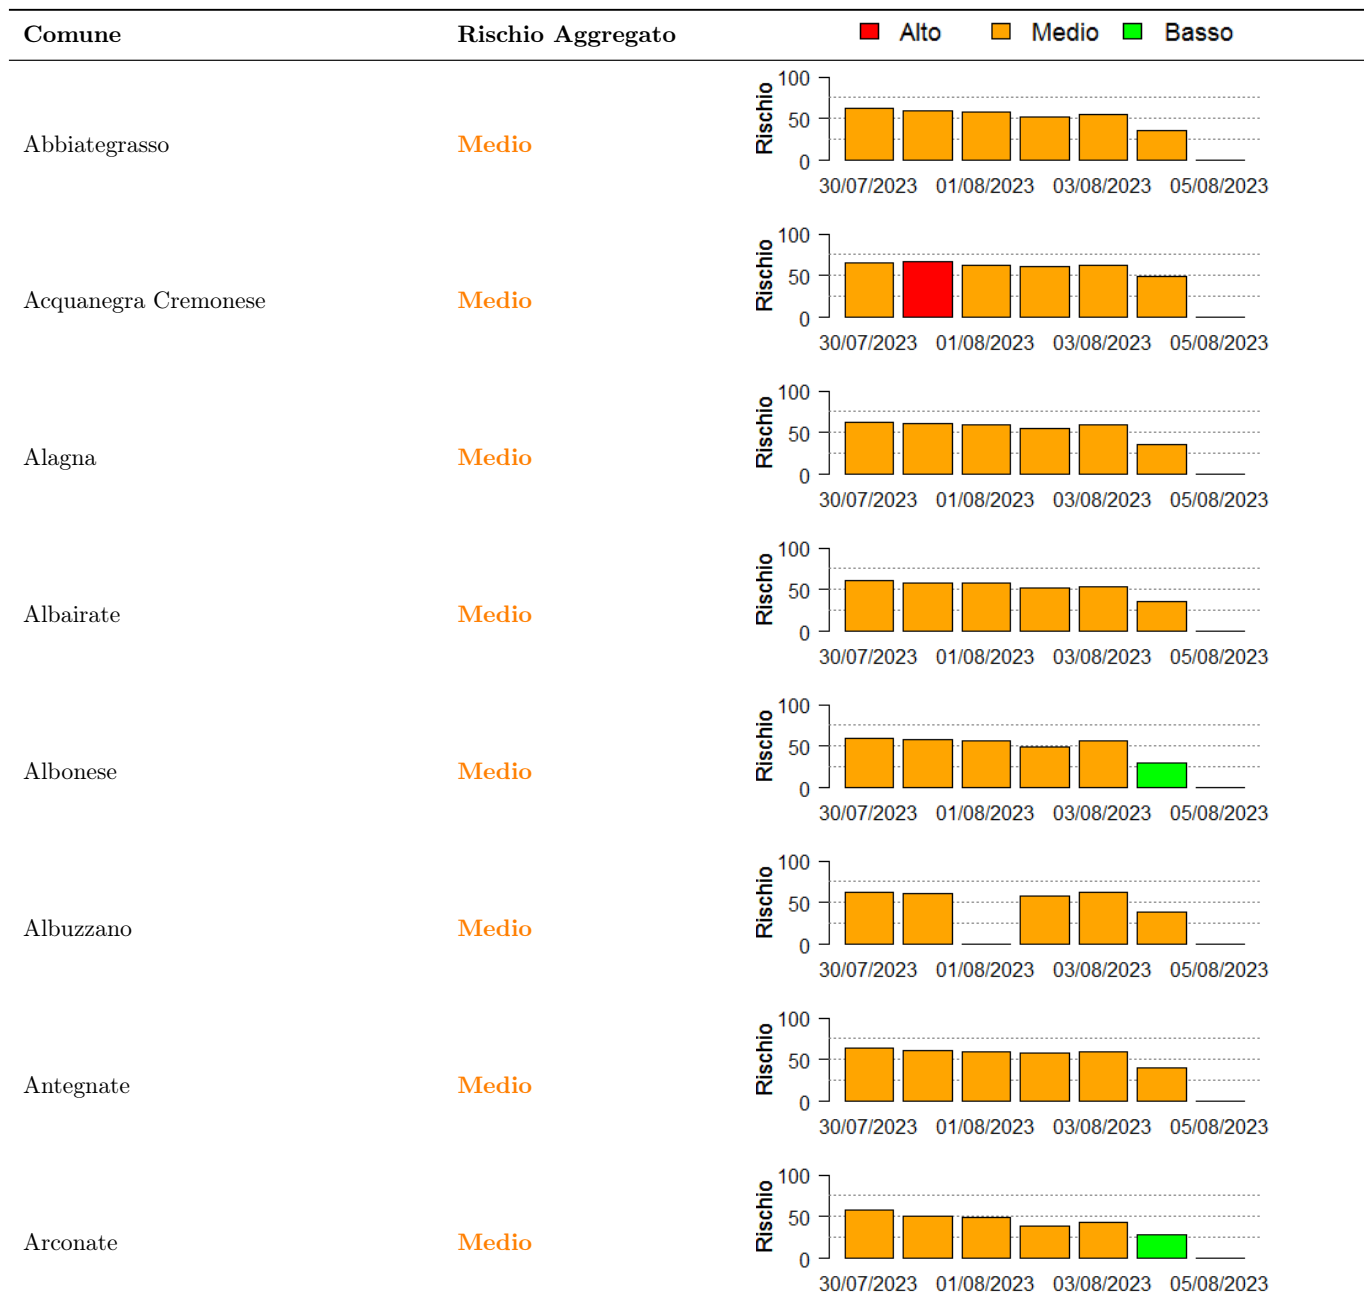 Comune Rischio Aggregato Alto Medio Basso
100
50
0
Rischio
Abbiategrasso Medio
30/07/2023 01/08/2023 03/08/2023 05/08/2023
100
50
0
Rischio
Acquanegra Cremonese Medio
30/07/2023 01/08/2023 03/08/2023 05/08/2023
100
50
0
Rischio
Alagna Medio
30/07/2023 01/08/2023 03/08/2023 05/08/2023
100
50
0
Rischio
Albairate Medio
30/07/2023 01/08/2023 03/08/2023 05/08/2023
100
50
0
Rischio
Albonese Medio
30/07/2023 01/08/2023 03/08/2023 05/08/2023
100
50
0
Rischio
Albuzzano Medio
30/07/2023 01/08/2023 03/08/2023 05/08/2023
100
50
0
Rischio
Antegnate Medio
30/07/2023 01/08/2023 03/08/2023 05/08/2023
100
50
0
Rischio
Arconate Medio
30/07/2023 01/08/2023 03/08/2023 05/08/2023